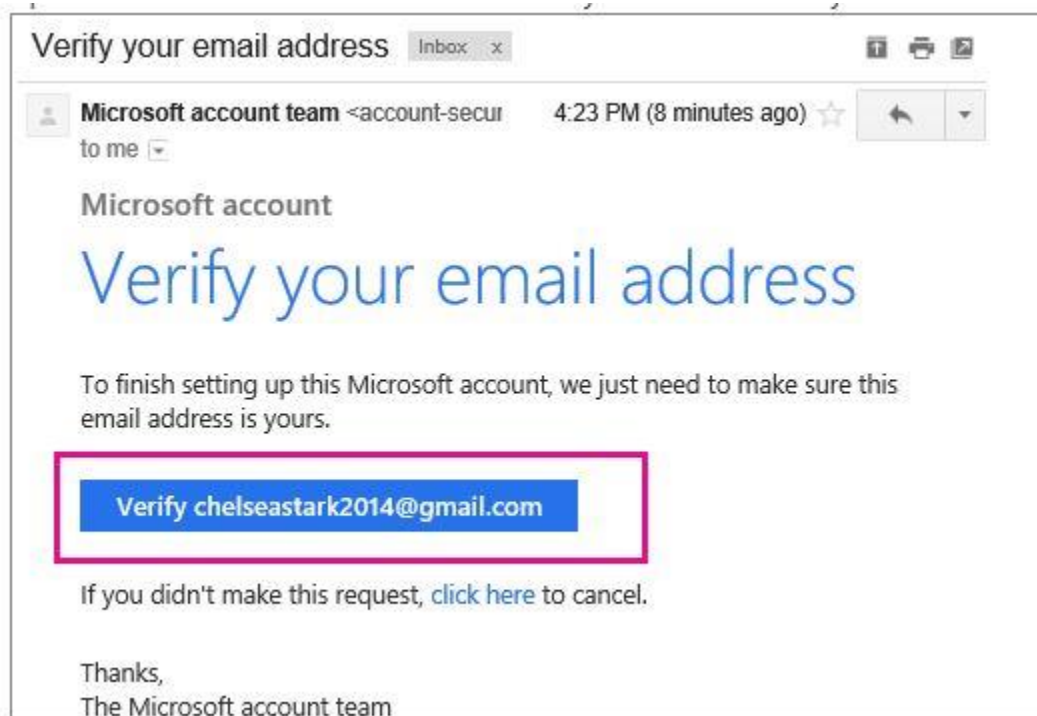 Verify your email address Inbox x
Microsoft account team <account-secur 4:23 PM (8 minutes ago)
to me
Microsoft account
Verify your email address
To finish setting up this Microsoft account, we just need to make sure this
email address is yours.
Verify chelseastark2014@gmail.com
If you didn't make this request, click here to cancel.
Thanks,
The Microsoft account team